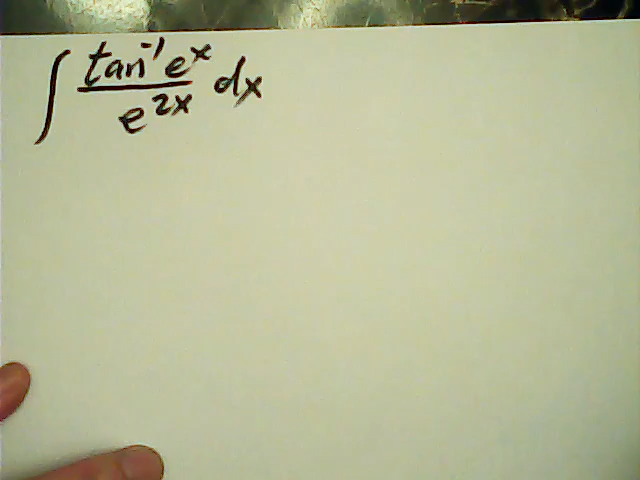 ∫ tan⁻¹eˣ / e²ˣ dx